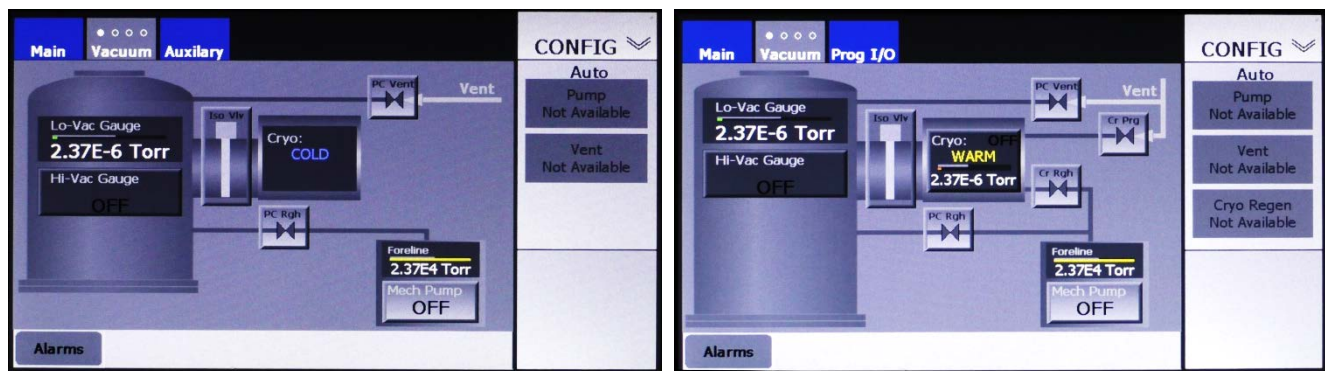 Main
Vacuum
Auxilary
CONFIG
Auto
Pump
Not Available
Vent
Not Available
PC Vent
Vent
Lo-Vac Gauge
2.37E-6 Torr
Hi-Vac Gauge
OFF
Iso Vlv
Cryo:
COLD
PC Rgh
Foreline
2.37E4 Torr
Mech Pump
OFF
Alarms
Main
Vacuum
Prog I/O
CONFIG
Auto
Pump
Not Available
Vent
Not Available
Cryo Regen
Not Available
PC Vent
Vent
Cr Prg
Lo-Vac Gauge
2.37E-6 Torr
Hi-Vac Gauge
OFF
Iso Vlv
Cryo:
OFF
WARM
2.37E-6 Torr
Cr Rgh
PC Rgh
Foreline
2.37E4 Torr
Mech Pump
OFF
Alarms